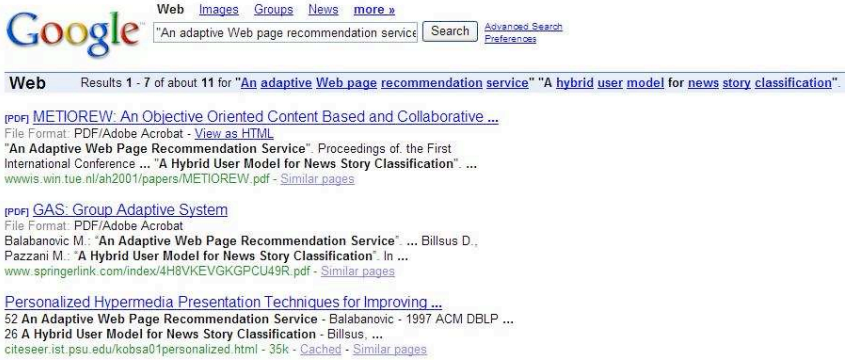 Web Images Groups News more »
Google
"An adaptive Web page recommendation service Search Advanced Search
Preferences
Web Results 1 - 7 of about 11 for "An adaptive Web page recommendation service" "A hybrid user model for news story classification".
[PDF] METIOREW: An Objective Oriented Content Based and Collaborative ...
File Format: PDF/Adobe Acrobat - View as HTML
"An Adaptive Web Page Recommendation Service". Proceedings of. the First
International Conference ... "A Hybrid User Model for News Story Classification". ...
wwwis.win.tue.nl/ah2001/papers/METIOREW.pdf - Similar pages
[PDF] GAS: Group Adaptive System
File Format: PDF/Adobe Acrobat
Balabanovic M.: "An Adaptive Web Page Recommendation Service". ... Billsus D.,
Pazzani M.: "A Hybrid User Model for News Story Classification". In ...
www.springerlink.com/index/4H8VKEVGKGPCU49R.pdf - Similar pages
Personalized Hypermedia Presentation Techniques for Improving ...
52 An Adaptive Web Page Recommendation Service - Balabanovic - 1997 ACM DBLP ...
26 A Hybrid User Model for News Story Classification - Billsus, ...
citeseer.ist.psu.edu/kobsa01personalized.html - 35k - Cached - Similar pages